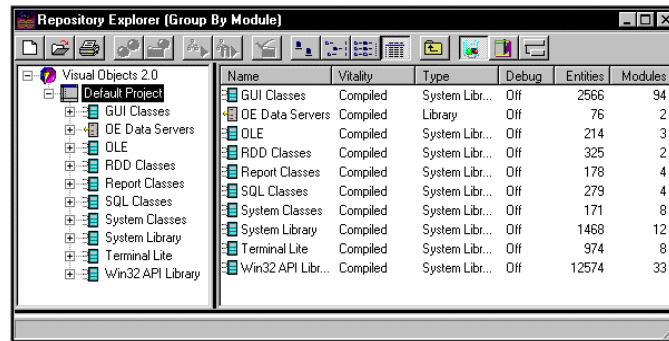 Repository Explorer (Group By Module)
Visual Objects 2.0
Default Project
GUI Classes
OE Data Servers
OLE
RDD Classes
Report Classes
SQL Classes
System Classes
System Library
Terminal Lite
Win32 API Library
Name Vitality Type Debug Entities Modules
GUI Classes Compiled System Libr... Off 2566 94
OE Data Servers Compiled Library Off 76 2
OLE Compiled System Libr... Off 214 3
RDD Classes Compiled System Libr... Off 325 2
Report Classes Compiled System Libr... Off 178 4
SQL Classes Compiled System Libr... Off 279 4
System Classes Compiled System Libr... Off 171 8
System Library Compiled System Libr... Off 1468 12
Terminal Lite Compiled System Libr... Off 974 8
Win32 API Libr... Compiled System Libr... Off 12574 33